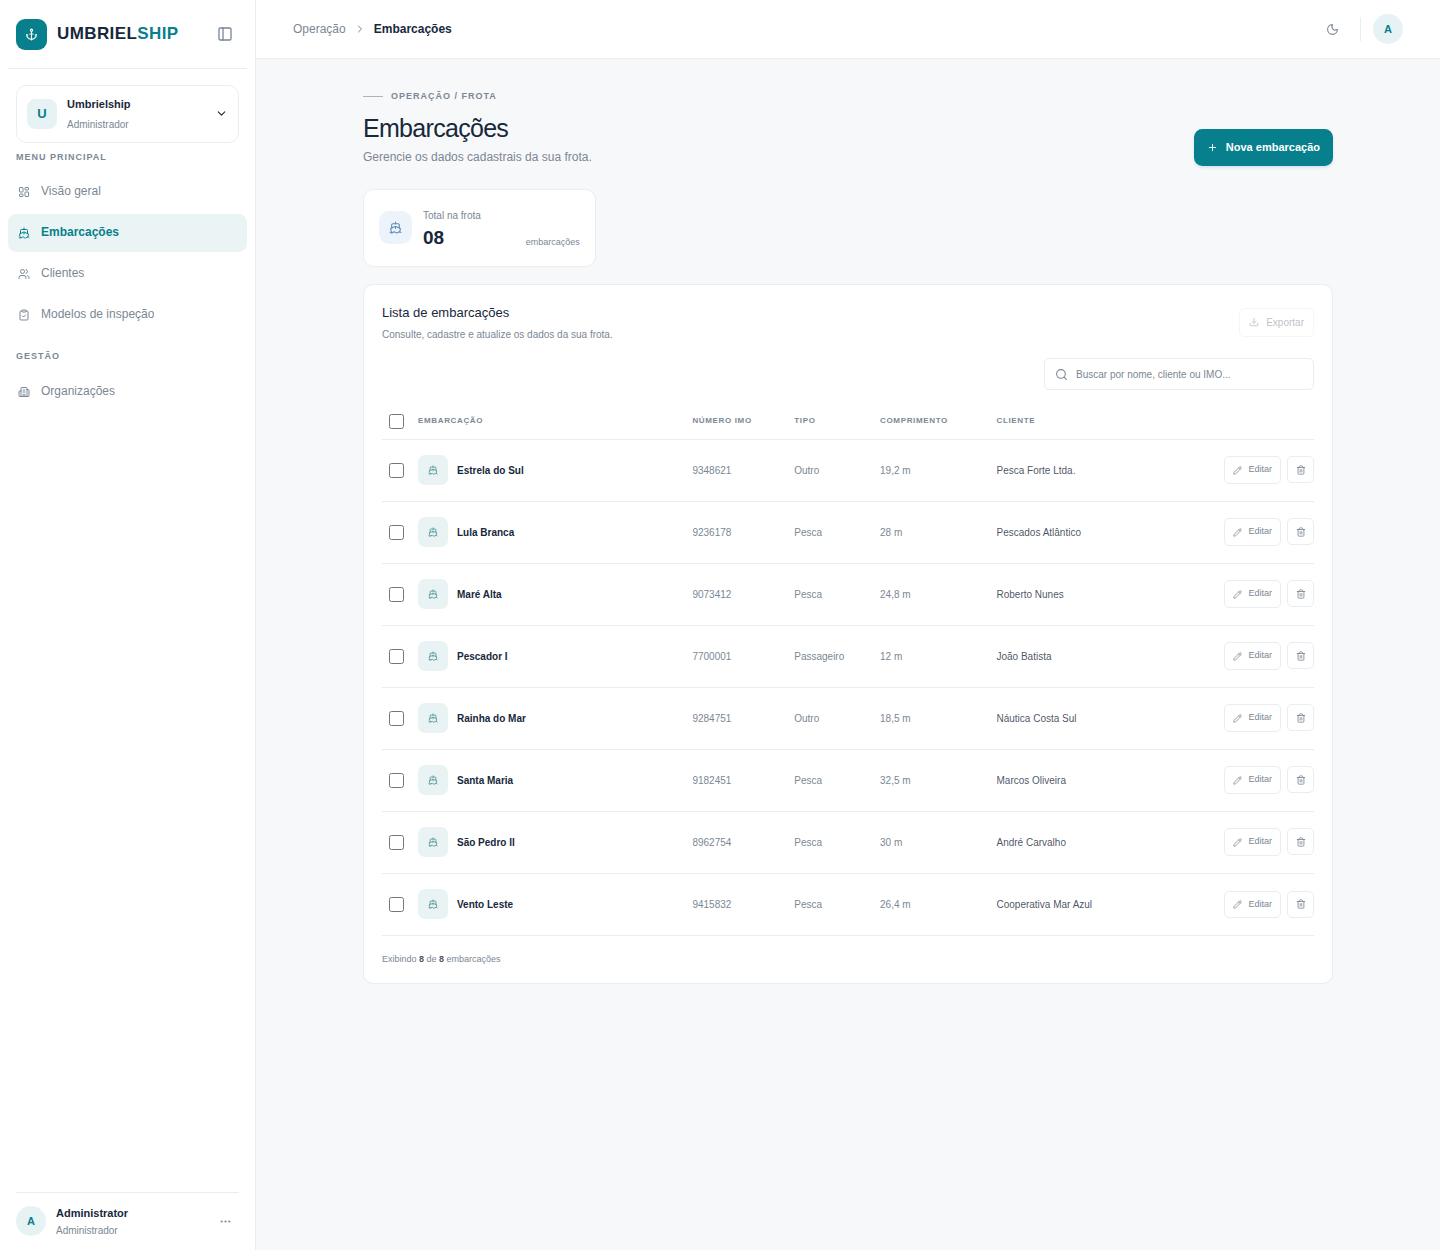 UMBRIELSHIP
U
Umbrielship
Administrador
MENU PRINCIPAL
Visão geral
Embarcações
Clientes
Modelos de inspeção
GESTÃO
Organizações
A
Administrator
Administrador
Operação > Embarcações
A
OPERAÇÃO / FROTA
Embarcações
Gerencie os dados cadastrais da sua frota.
+ Nova embarcação
Total na frota
08
embarcações
Lista de embarcações
Consulte, cadastre e atualize os dados da sua frota.
Exportar
Buscar por nome, cliente ou IMO...
EMBARCAÇÃO NÚMERO IMO TIPO COMPRIMENTO CLIENTE
Estrela do Sul 9348621 Outro 19,2 m Pesca Forte Ltda. Editar
Lula Branca 9236178 Pesca 28 m Pescados Atlântico Editar
Maré Alta 9073412 Pesca 24,8 m Roberto Nunes Editar
Pescador I 7700001 Passageiro 12 m João Batista Editar
Rainha do Mar 9284751 Outro 18,5 m Náutica Costa Sul Editar
Santa Maria 9182451 Pesca 32,5 m Marcos Oliveira Editar
São Pedro II 8962754 Pesca 30 m André Carvalho Editar
Vento Leste 9415832 Pesca 26,4 m Cooperativa Mar Azul Editar
Exibindo 8 de 8 embarcações